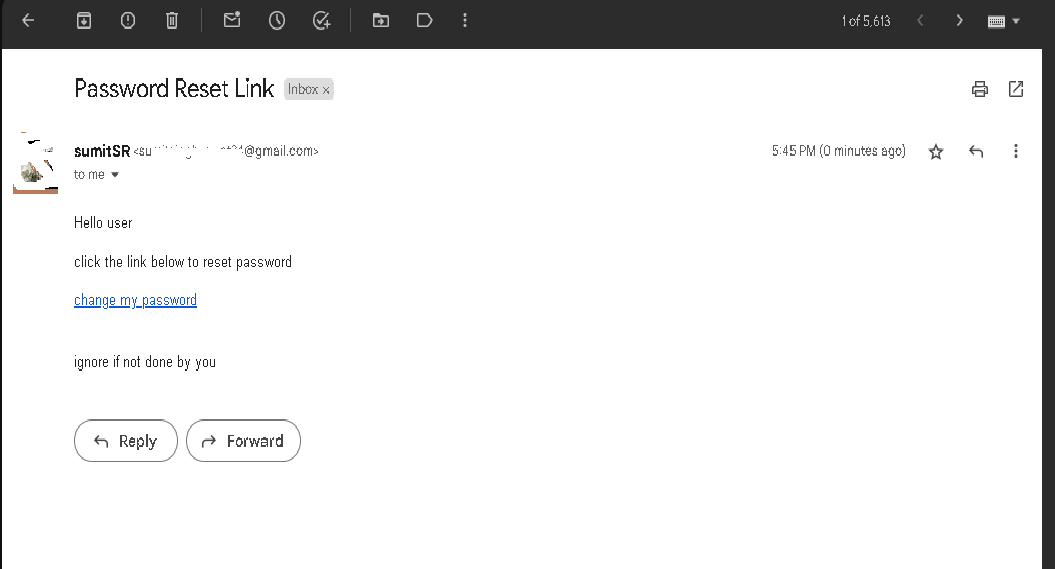 1 of 5,613
Password Reset Link Inbox x
sumitSR @gmail.com> 5:45 PM (0 minutes ago)
to me
Hello user
click the link below to reset password
change my password
ignore if not done by you
Reply Forward